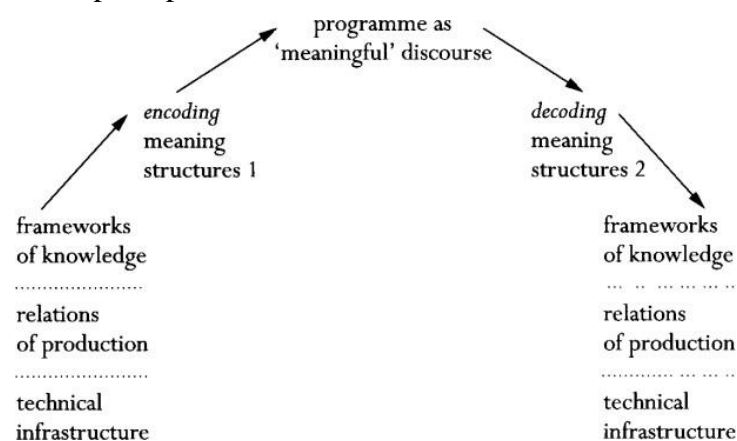 programme as
‘meaningful’ discourse
encoding
meaning
structures 1
decoding
meaning
structures 2
frameworks
of knowledge
relations
of production
technical
infrastructure
frameworks
of knowledge
relations
of production
technical
infrastructure